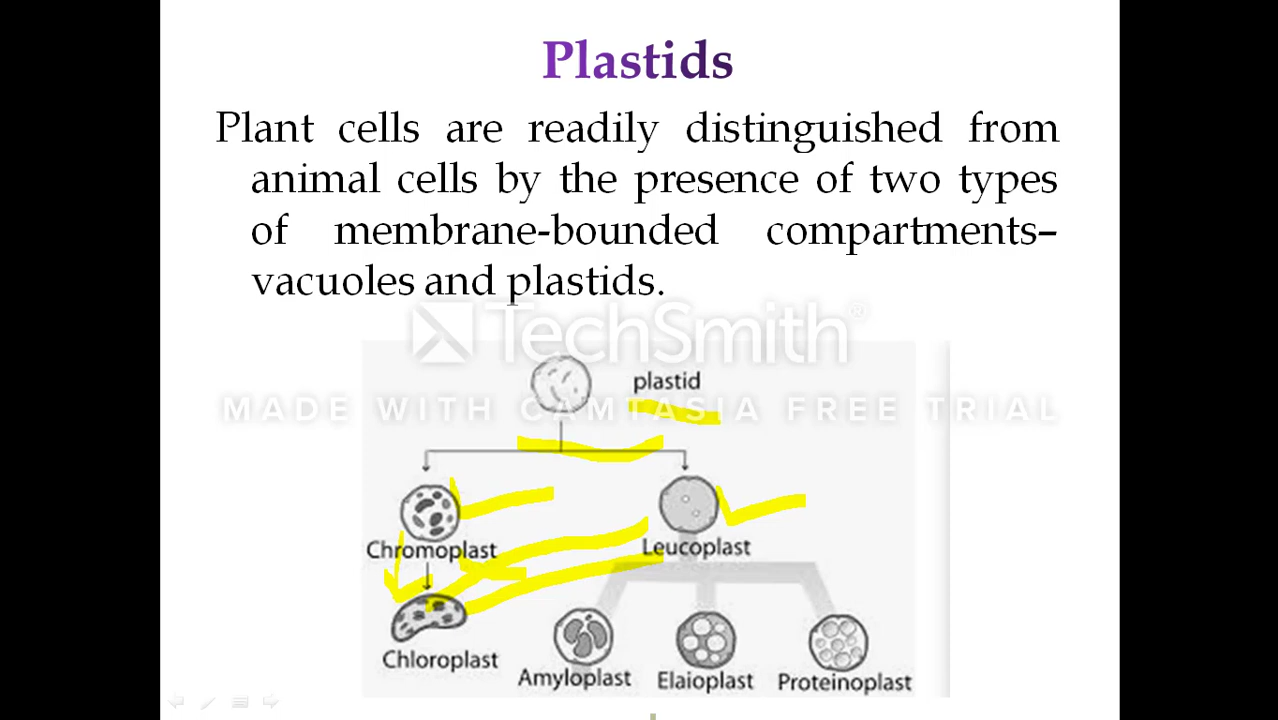 Plastids
Plant cells are readily distinguished from
animal cells by the presence of two types
of membrane-bounded compartments–
vacuoles and plastids.
TechSmith®
MADE WITH CAMTASIA FREE TRIAL
plastid
Chromoplast
Leucoplast
Chloroplast
Amyloplast
Elaioplast
Proteinoplast